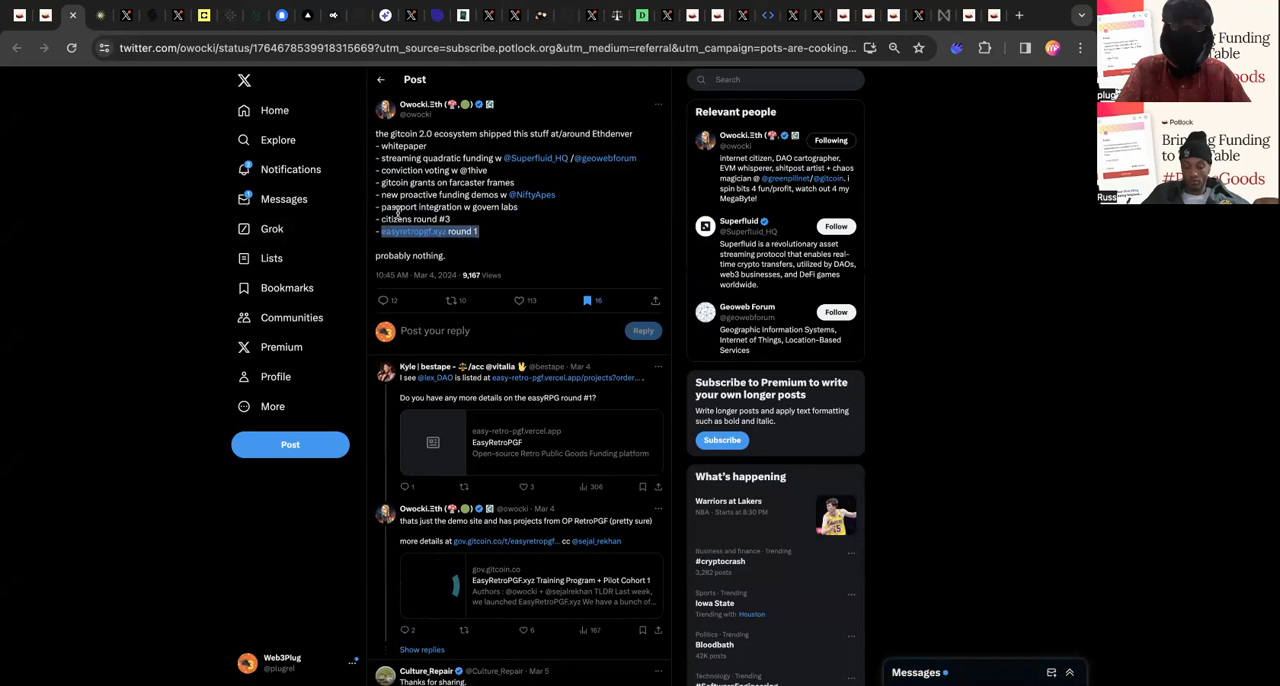 twitter.com/owocki/status/1764678539918315669?utm_source=subscribe.potlock.org&utm_medium=referral&utm_campaign=pots-are-cooking...
Home
Explore
Notifications
Messages
Grok
Lists
Bookmarks
Communities
Premium
Profile
More
Post
Web3Plug
@plugrel
Post
Owocki.Ξth
@owocki
the gitcoin 2.0 ecosystem shipped this stuff at/around Ethdenver
- whitepaper
- streaming quadratic funding w @Superfluid_HQ /@geowebforum
- conviction voting w @1hive
- gitcoin grants on farcaster frames
- new proactive funding demos w @NiftyApes
- passport integration w govern labs
- citizens round #3
- easyretropgf.xyz round 1
probably nothing.
10:45 AM · Mar 4, 2024 · 9,167 Views
12
10
113
16
Post your reply
Reply
Kyle | bestape - /acc @vitalia @bestape · Mar 4
I see @lex_DAO is listed at easy-retro-pgf.vercel.app/projects?order... .
Do you have any more details on the easyRPG round #1?
easy-retro-pgf.vercel.app
EasyRetroPGF
Open-source Retro Public Goods Funding platform
1
3
306
Owocki.Ξth @owocki · Mar 4
thats just the demo site and has projects from OP RetroPGF (pretty sure)
more details at gov.gitcoin.co/t/easyretropgf... cc @sejal_rekhan
gov.gitcoin.co
EasyRetroPGF.xyz Training Program + Pilot Cohort 1
Authors : @owocki + @sejalrekhan TLDR Last week,
we launched EasyRetroPGF.xyz We have a bunch of...
2
6
167
Show replies
Culture_Repair @Culture_Repair · Mar 5
Thanks for sharing.
Search
Relevant people
Owocki.Ξth
@owocki
Following
internet citizen, DAO cartographer,
EVM whisperer, shitpost artist + chaos
magician @greenpillnet/@gitcoin. i
spin bits 4 fun/profit, watch out 4 my
MegaByte!
Superfluid
@Superfluid_HQ
Follow
Superfluid is a revolutionary asset
streaming protocol that enables real-
time crypto transfers, utilized by DAOs,
web3 businesses, and DeFi games
worldwide.
Geoweb Forum
@geowebforum
Follow
Geographic Information Systems,
Internet of Things, Location-Based
Societies
Subscribe to Premium to write
your own longer posts
Write longer posts and apply text formatting
such as bold and italic.
Subscribe
What's happening
Warriors at Lakers
NBA · Starts at 8:30 PM
Business and finance · Trending
#cryptocrash
3,282 posts
Sports · Trending
Iowa State
Trending with Houston
Politics · Trending
Bloodbath
42K posts
Technology · Trending
Messages
plug
Funding
Table
Goods
Potlock
Bringing Funding
to the Table
Goods
Russ